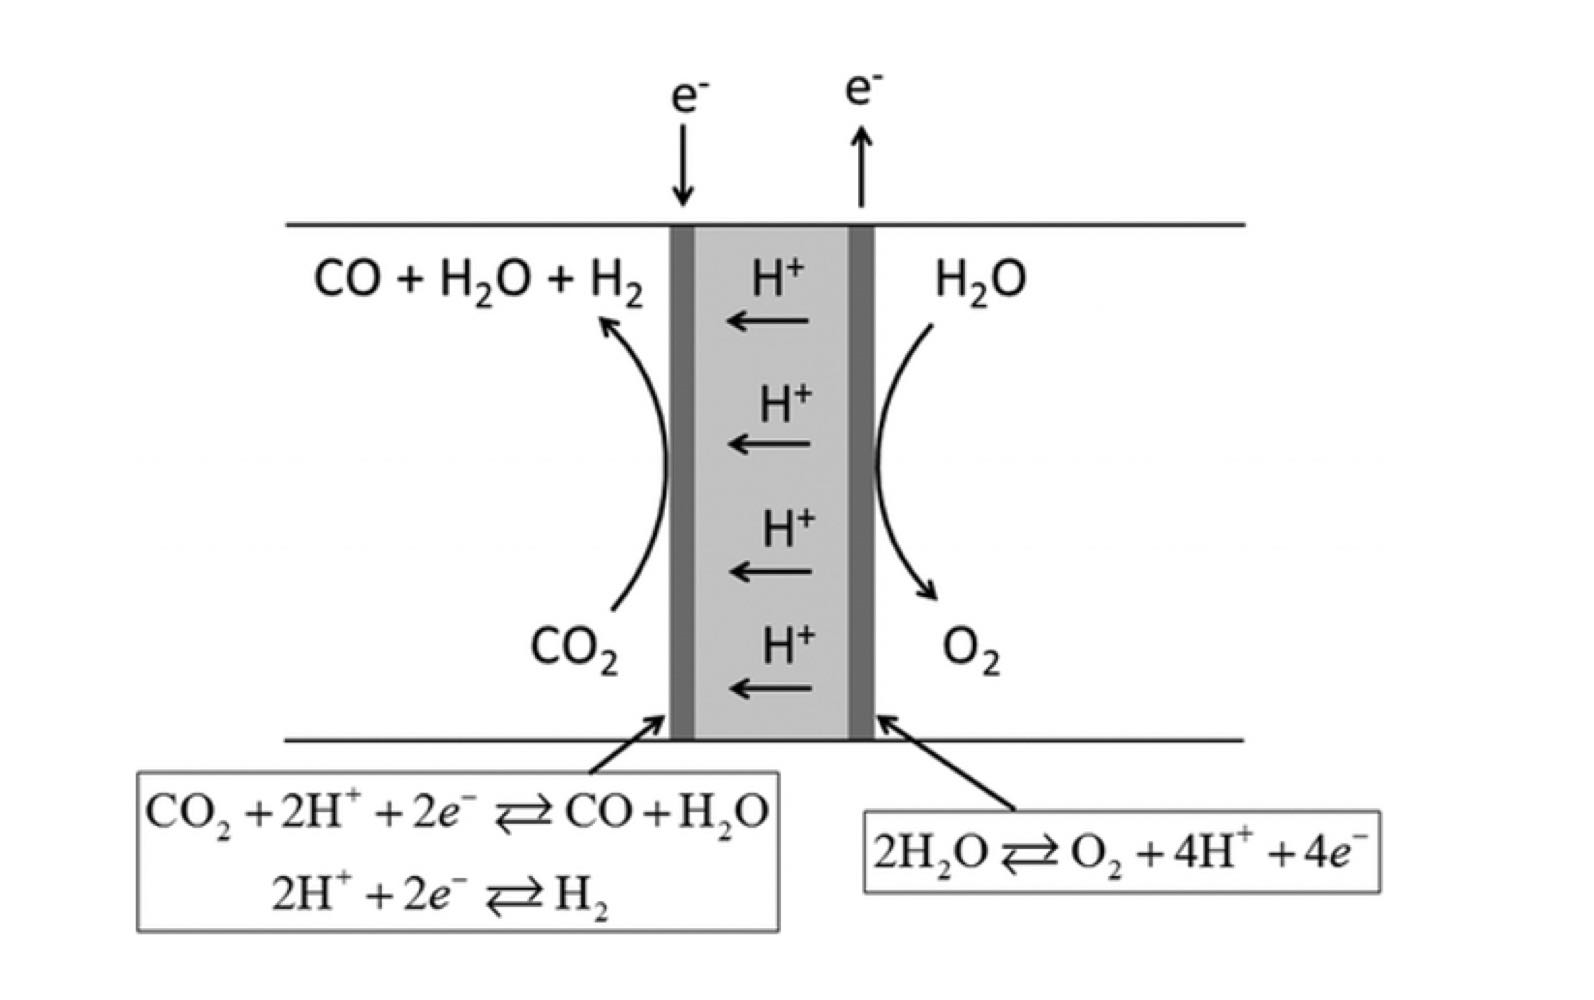 e⁻ e⁻
CO + H₂O + H₂ H⁺ H₂O
H⁺
H⁺
CO₂ H⁺ O₂
CO₂ + 2H⁺ + 2e⁻ ⇄ CO + H₂O
2H⁺ + 2e⁻ ⇄ H₂
2H₂O ⇄ O₂ + 4H⁺ + 4e⁻